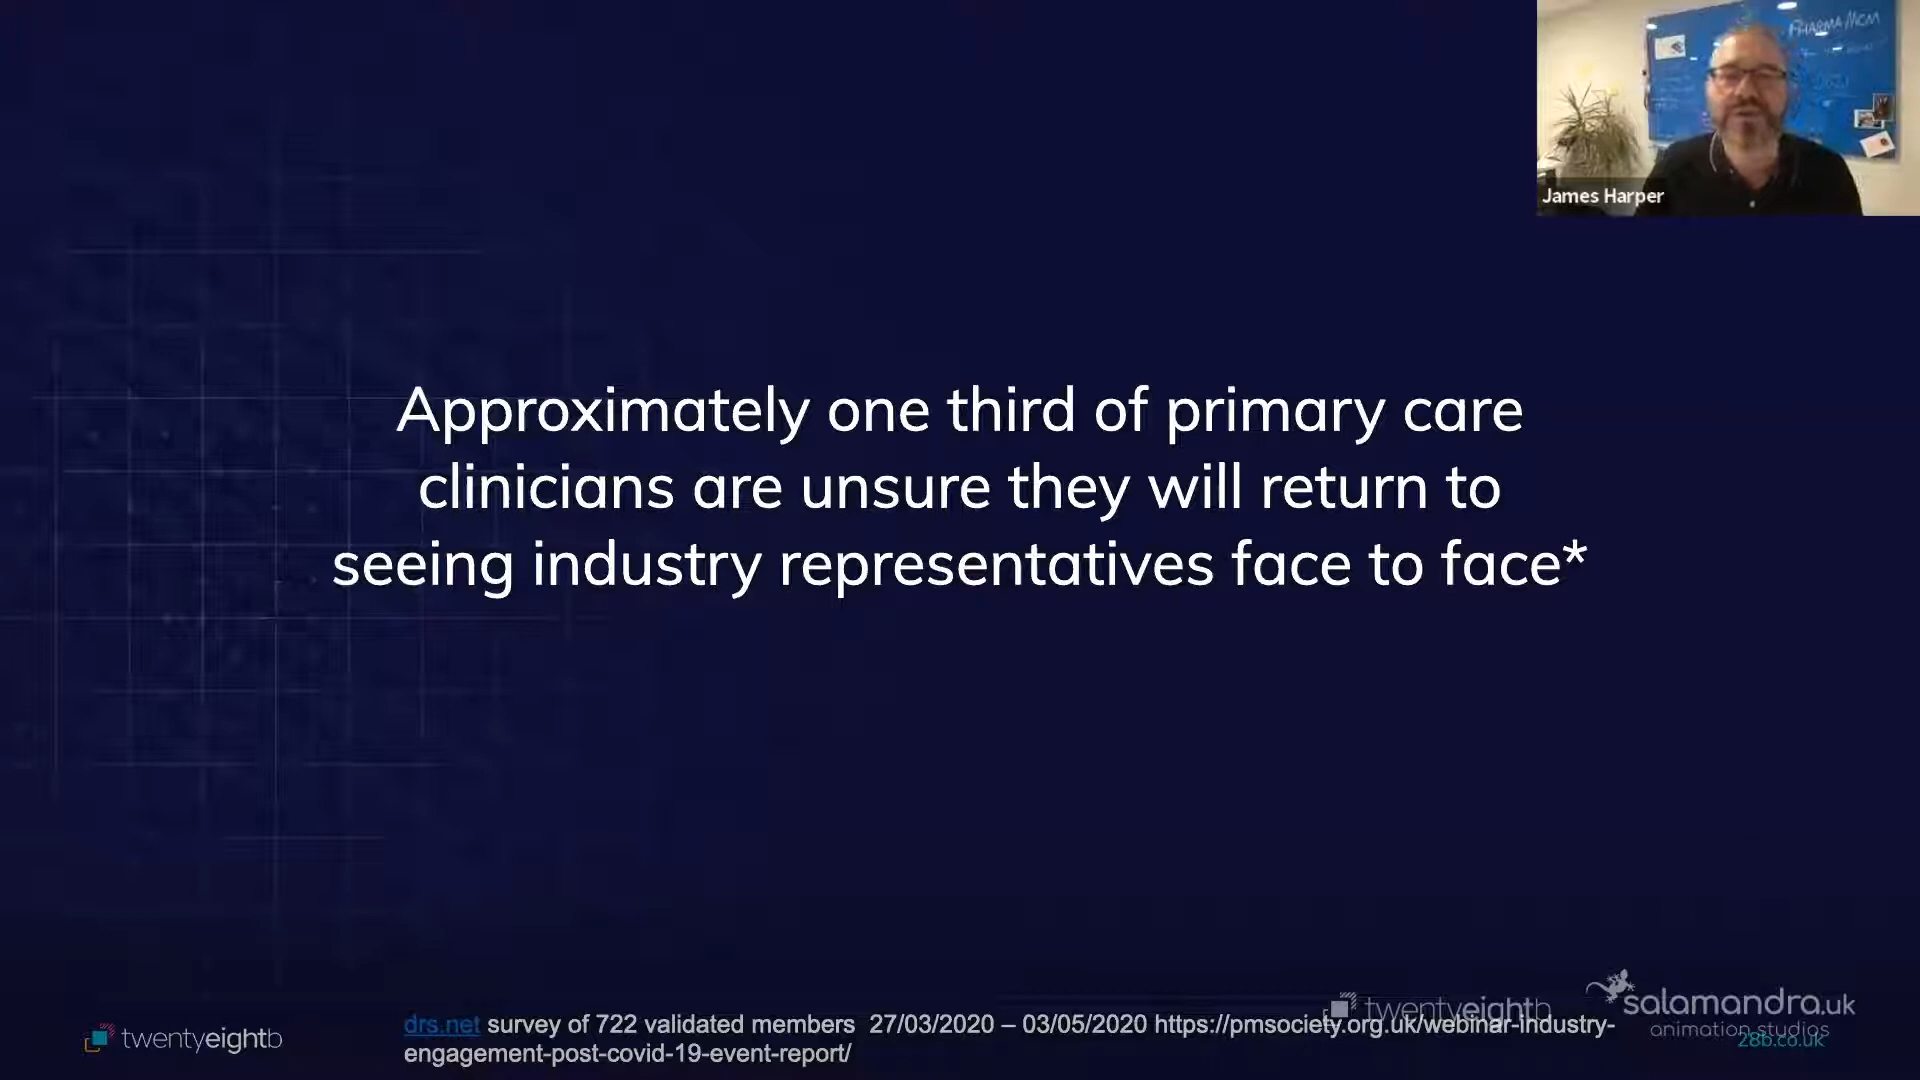 PHARMA MCM
James Harper
Approximately one third of primary care
clinicians are unsure they will return to
seeing industry representatives face to face*
twentyeightb
drs.net survey of 722 validated members 27/03/2020 – 03/05/2020 https://pmsociety.org.uk/webinar-industry-
engagement-post-covid-19-event-report/
twentyeightb
salamandra.uk
animation studios
28b.co.uk